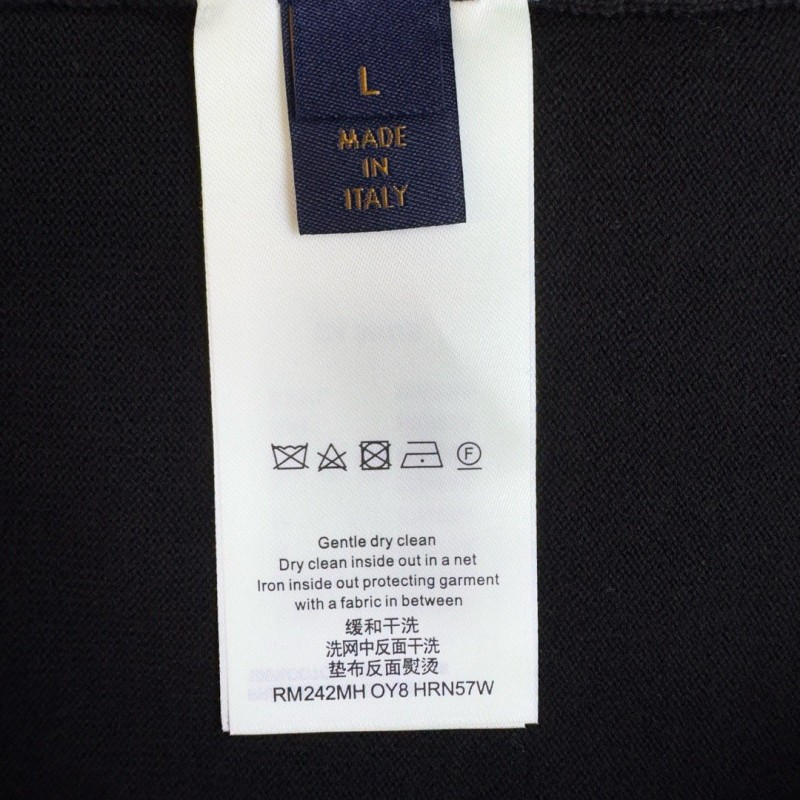 L
MADE
IN
ITALY
F
Gentle dry clean
Dry clean inside out in a net
Iron inside out protecting garment
with a fabric in between
缓和干洗
洗网中反面干洗
垫布反面熨烫
RM242MH OY8 HRN57W